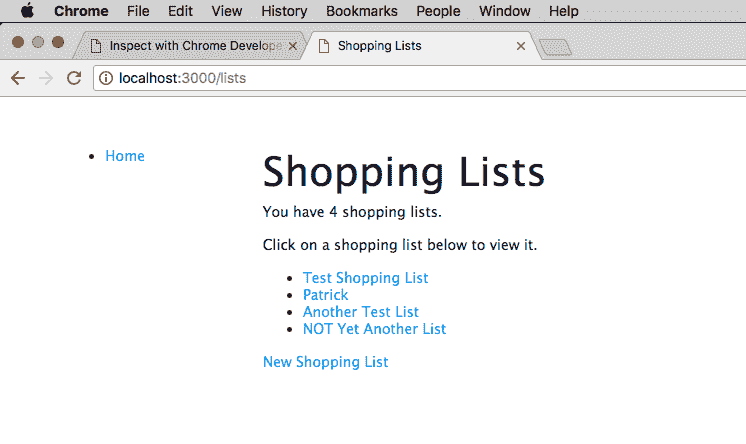 Chrome File Edit View History Bookmarks People Window Help
Inspect with Chrome Develope Shopping Lists
localhost:3000/lists
Home
Shopping Lists
You have 4 shopping lists.
Click on a shopping list below to view it.
Test Shopping List
Patrick
Another Test List
NOT Yet Another List
New Shopping List